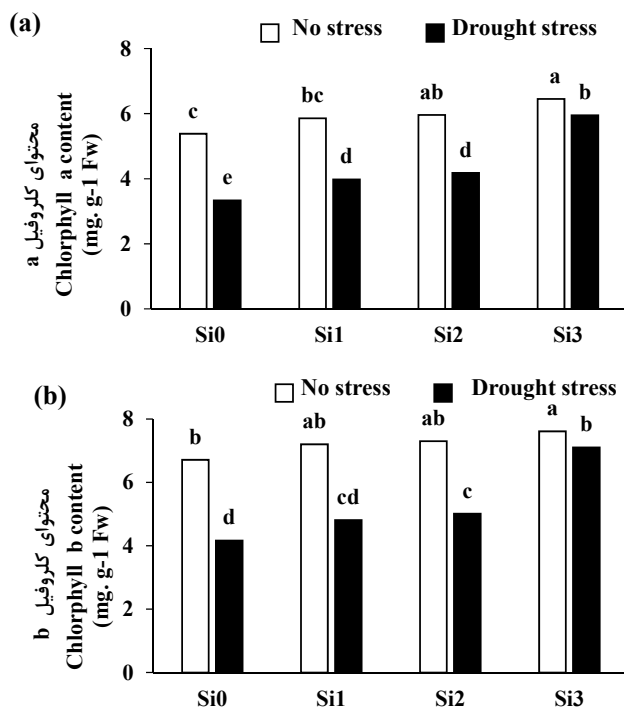 (a)
No stress
Drought stress
محتوای کلروفیل a
Chlorphyll a content
(mg. g-1 Fw)
8
6
4
2
0
c
e
bc
d
ab
d
a
b
Si0 Si1 Si2 Si3
(b)
No stress
Drought stress
محتوای کلروفیل b
Chlorphyll b content
(mg. g-1 Fw)
8
6
4
2
0
b
d
ab
cd
ab
c
a
b
Si0 Si1 Si2 Si3